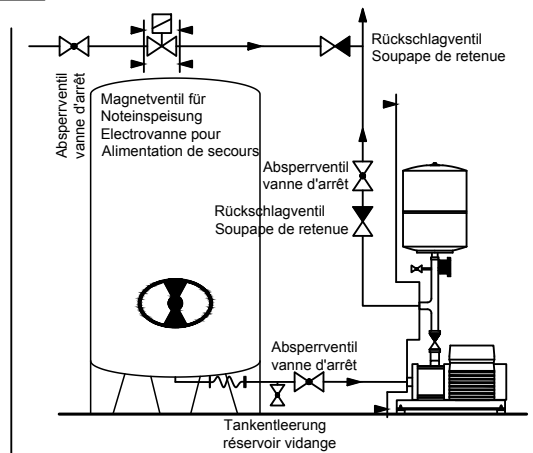 Rückschlagventil
Soupape de retenue
Absperrventil
vanne d'arrêt
Magnetventil für
Noteinspeisung
Electrovanne pour
Alimentation de secours
Absperrventil
vanne d'arrêt
Rückschlagventil
Soupape de retenue
Absperrventil
vanne d'arrêt
Tankentleerung
réservoir vidange